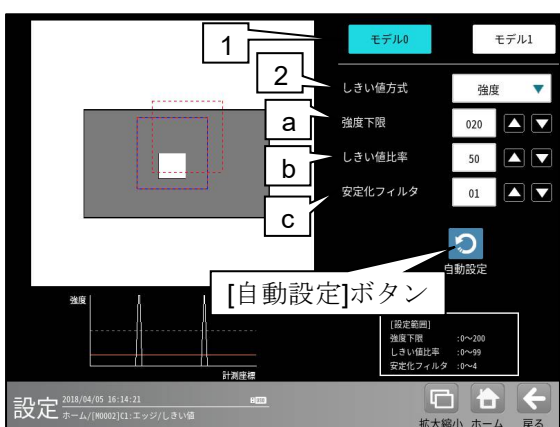 1
モデル0
モデル1
2
しきい値方式
強度
a
強度下限
020
b
しきい値比率
50
c
安定化フィルタ
01
自動設定
[自動設定]ボタン
強度
計測座標
[設定範囲]
強度下限 :0～200
しきい値比率 :0～99
安定化フィルタ :0～4
設定
2018/04/05 16:14:21
ホーム/[M0002]C1:エッジ/しきい値
拡大縮小
ホーム
戻る